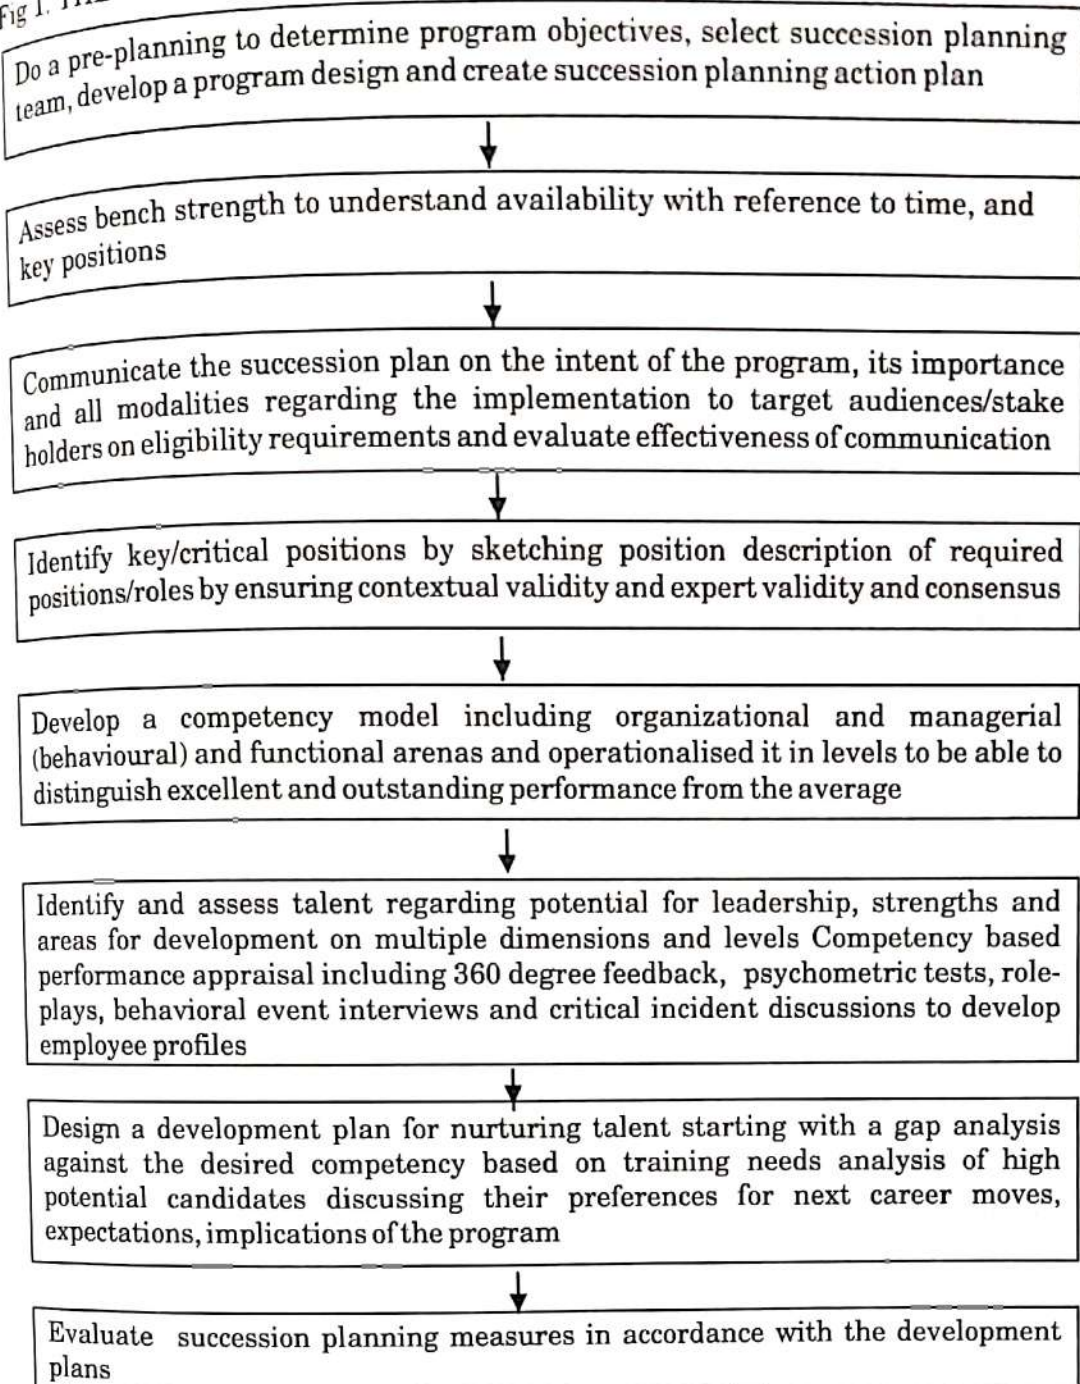 Fig 1.
Do a pre-planning to determine program objectives, select succession planning
team, develop a program design and create succession planning action plan
Assess bench strength to understand availability with reference to time, and
key positions
Communicate the succession plan on the intent of the program, its importance
and all modalities regarding the implementation to target audiences/stake
holders on eligibility requirements and evaluate effectiveness of communication
Identify key/critical positions by sketching position description of required
positions/roles by ensuring contextual validity and expert validity and consensus
Develop a competency model including organizational and managerial
(behavioural) and functional arenas and operationalised it in levels to be able to
distinguish excellent and outstanding performance from the average
Identify and assess talent regarding potential for leadership, strengths and
areas for development on multiple dimensions and levels Competency based
performance appraisal including 360 degree feedback, psychometric tests, role-
plays, behavioral event interviews and critical incident discussions to develop
employee profiles
Design a development plan for nurturing talent starting with a gap analysis
against the desired competency based on training needs analysis of high
potential candidates discussing their preferences for next career moves,
expectations, implications of the program
Evaluate succession planning measures in accordance with the development
plans